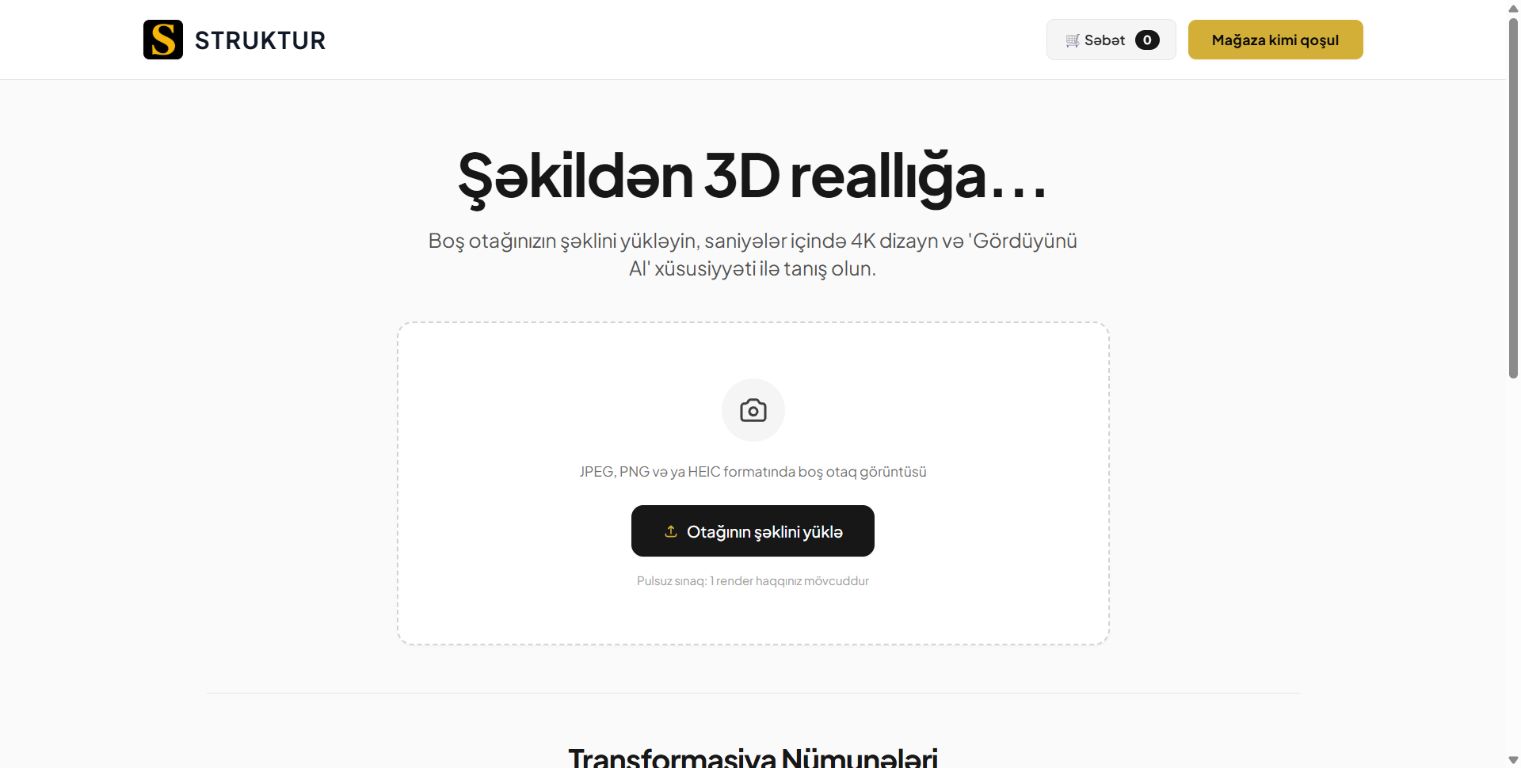 S STRUKTUR
🛒 Səbət 0
Mağaza kimi qoşul
Şəkildən 3D reallığa...
Boş otağınızın şəklini yükləyin, saniyələr içində 4K dizayn və 'Gördüyünü
Al' xüsusiyyəti ilə tanış olun.
JPEG, PNG və ya HEIC formatında boş otaq görüntüsü
Otağının şəklini yüklə
Pulsuz sınaq: 1 render haqqınız mövcuddur
Transformasiya Nümunələri